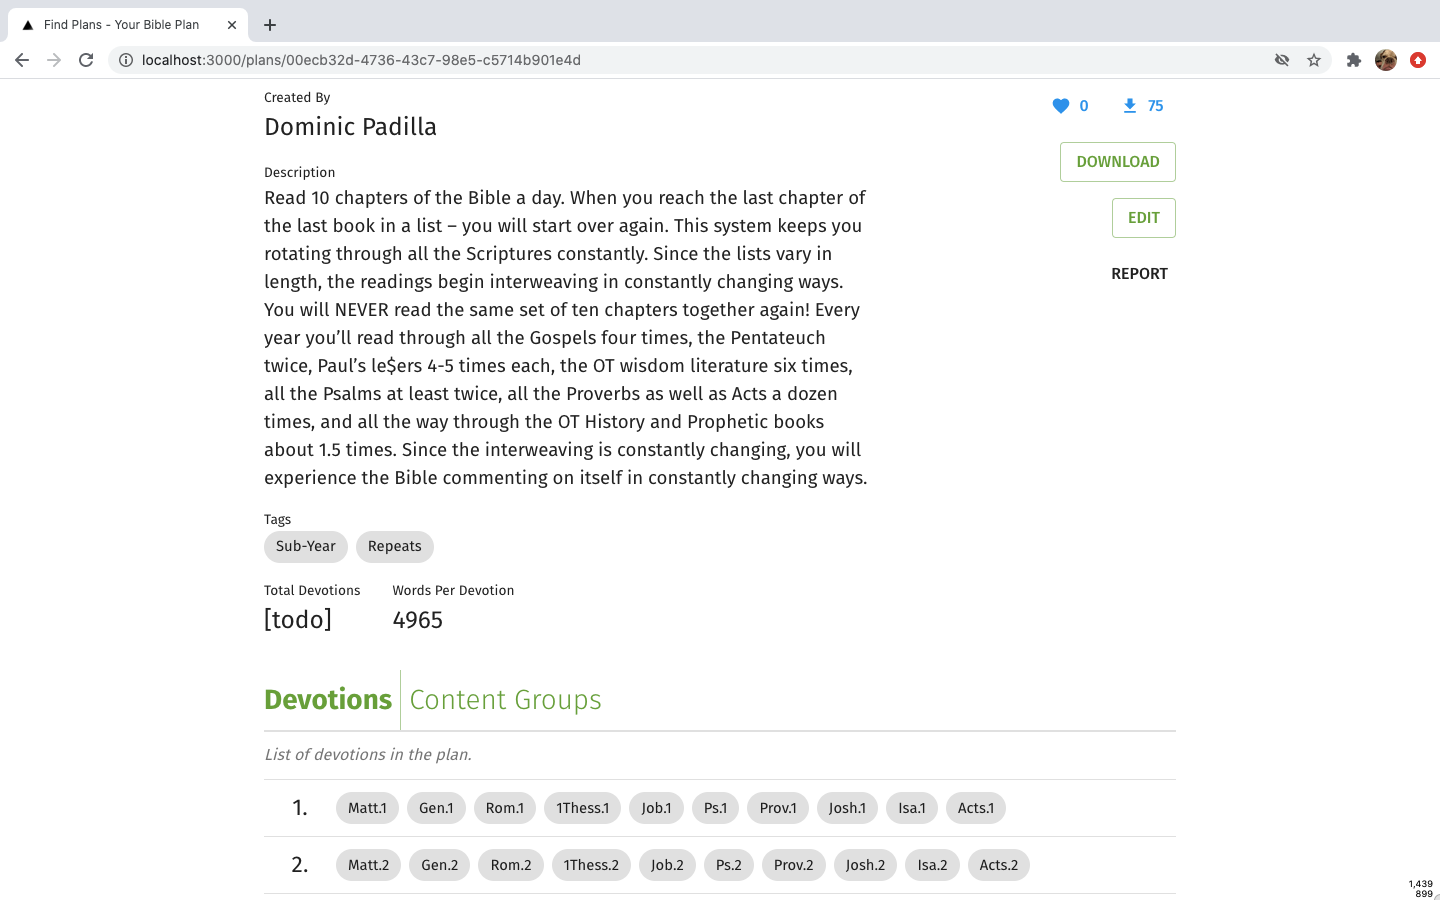 Find Plans - Your Bible Plan
localhost:3000/plans/00ecb32d-4736-43c7-98e5-c5714b901e4d
Created By
Dominic Padilla
0
75
DOWNLOAD
EDIT
REPORT
Description
Read 10 chapters of the Bible a day. When you reach the last chapter of
the last book in a list – you will start over again. This system keeps you
rotating through all the Scriptures constantly. Since the lists vary in
length, the readings begin interweaving in constantly changing ways.
You will NEVER read the same set of ten chapters together again! Every
year you’ll read through all the Gospels four times, the Pentateuch
twice, Paul’s le$ers 4-5 times each, the OT wisdom literature six times,
all the Psalms at least twice, all the Proverbs as well as Acts a dozen
times, and all the way through the OT History and Prophetic books
about 1.5 times. Since the interweaving is constantly changing, you will
experience the Bible commenting on itself in constantly changing ways.
Tags
Sub-Year Repeats
Total Devotions Words Per Devotion
[todo] 4965
Devotions Content Groups
List of devotions in the plan.
1. Matt.1 Gen.1 Rom.1 1Thess.1 Job.1 Ps.1 Prov.1 Josh.1 Isa.1 Acts.1
2. Matt.2 Gen.2 Rom.2 1Thess.2 Job.2 Ps.2 Prov.2 Josh.2 Isa.2 Acts.2
1,439
899